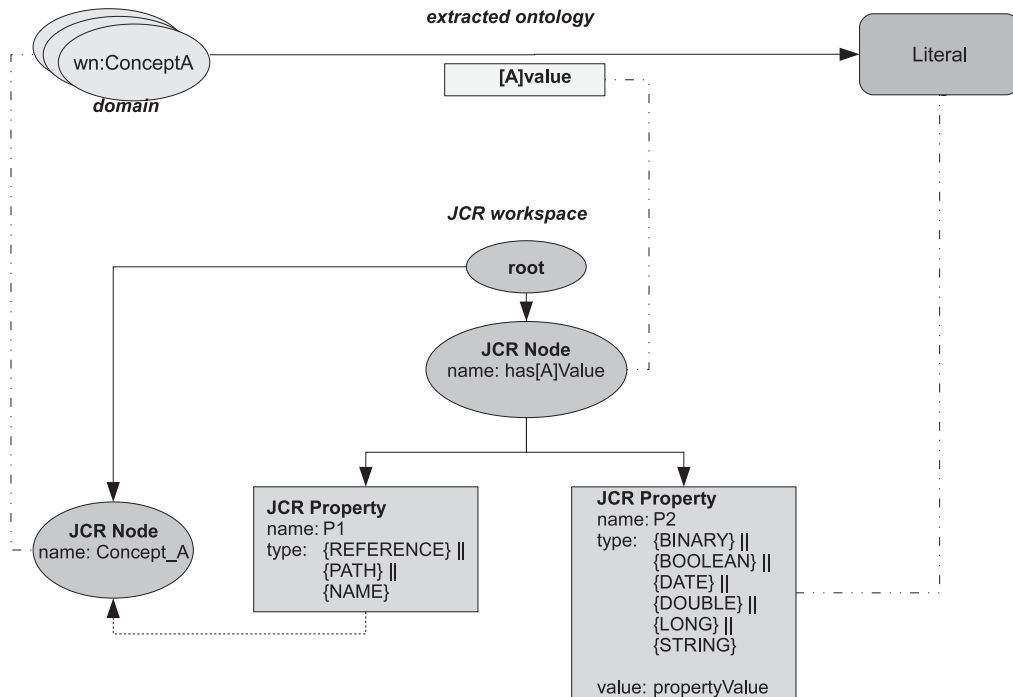 extracted ontology
wn:ConceptA
Literal
[A]value
domain
JCR workspace
root
JCR Node
name: has[A]Value
JCR Node
name: Concept_A
JCR Property
name: P1
type: {REFERENCE} ||
{PATH} ||
{NAME}
JCR Property
name: P2
type: {BINARY} ||
{BOOLEAN} ||
{DATE} ||
{DOUBLE} ||
{LONG} ||
{STRING}
value: propertyValue